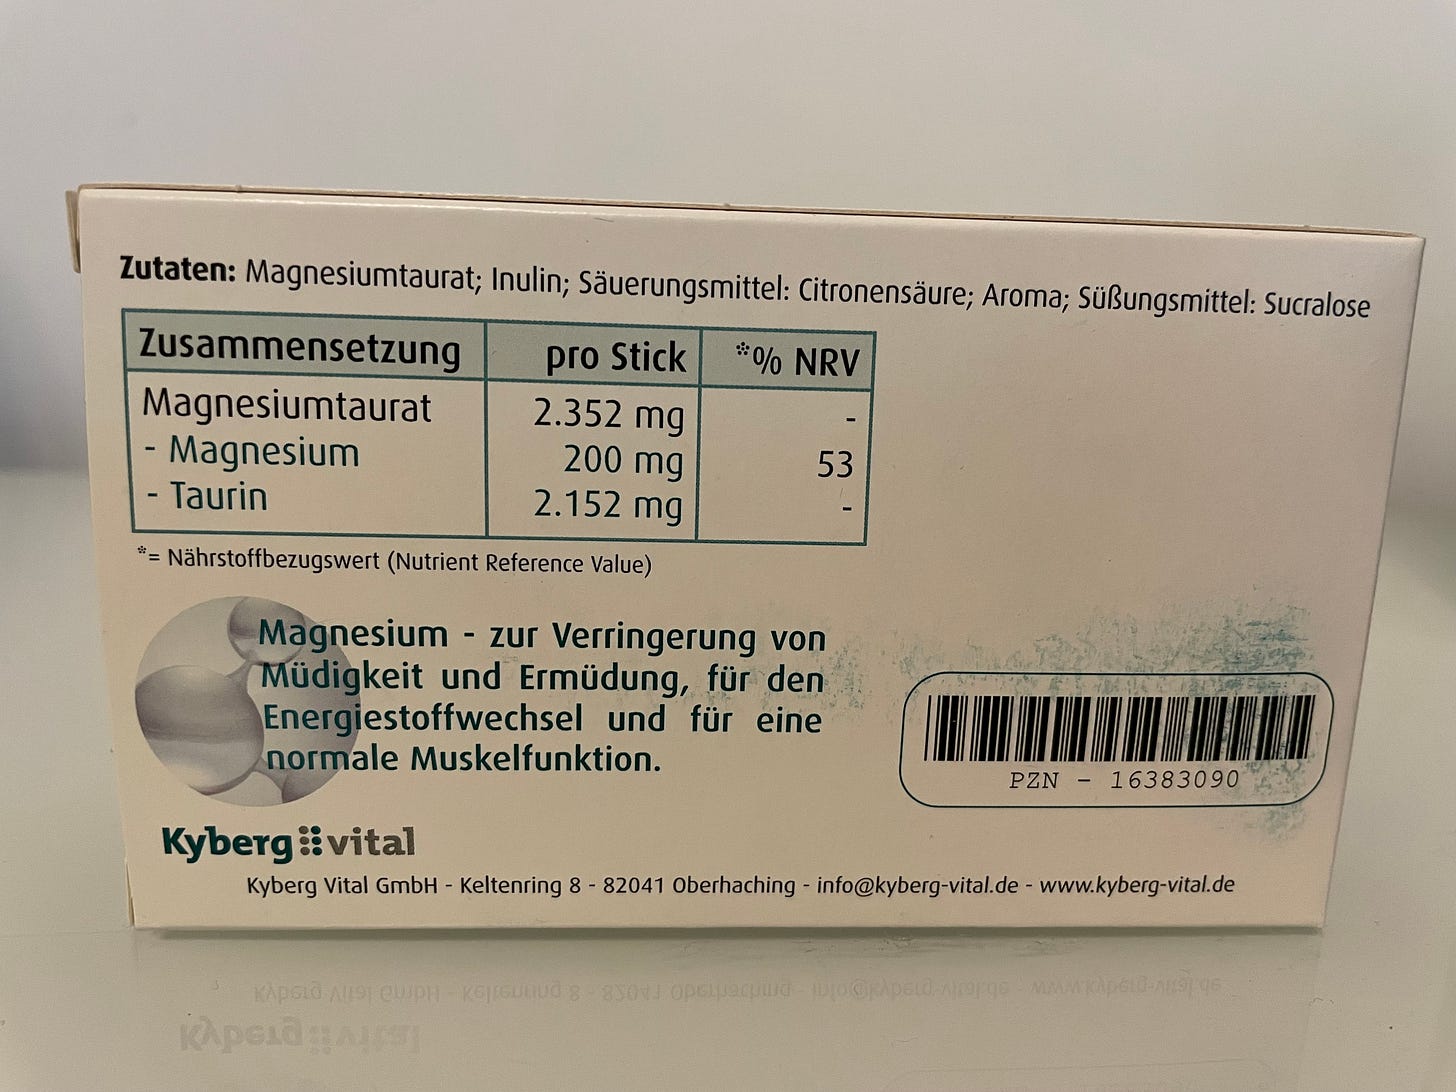 Zutaten: Magnesiumtaurat; Inulin; Säuerungsmittel: Citronensäure; Aroma; Süßungsmittel: Sucralose
Zusammensetzung pro Stick *% NRV
Magnesiumtaurat 2.352 mg -
- Magnesium 200 mg 53
- Taurin 2.152 mg -
*= Nährstoffbezugswert (Nutrient Reference Value)
Magnesium - zur Verringerung von
Müdigkeit und Ermüdung, für den
Energiestoffwechsel und für eine
normale Muskelfunktion.
PZN - 16383090
Kyberg vital
Kyberg Vital GmbH - Keltenring 8 - 82041 Oberhaching - info@kyberg-vital.de - www.kyberg-vital.de